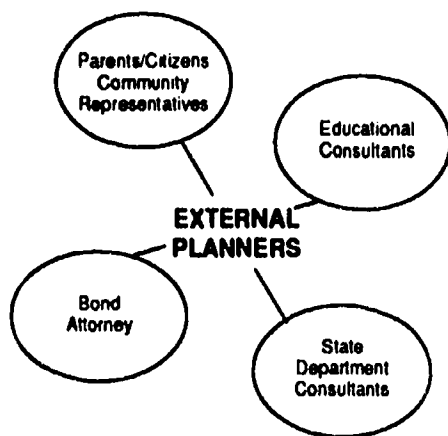 Parents/Citizens
Community
Representatives
Educational
Consultants
EXTERNAL
PLANNERS
Bond
Attorney
State
Department
Consultants